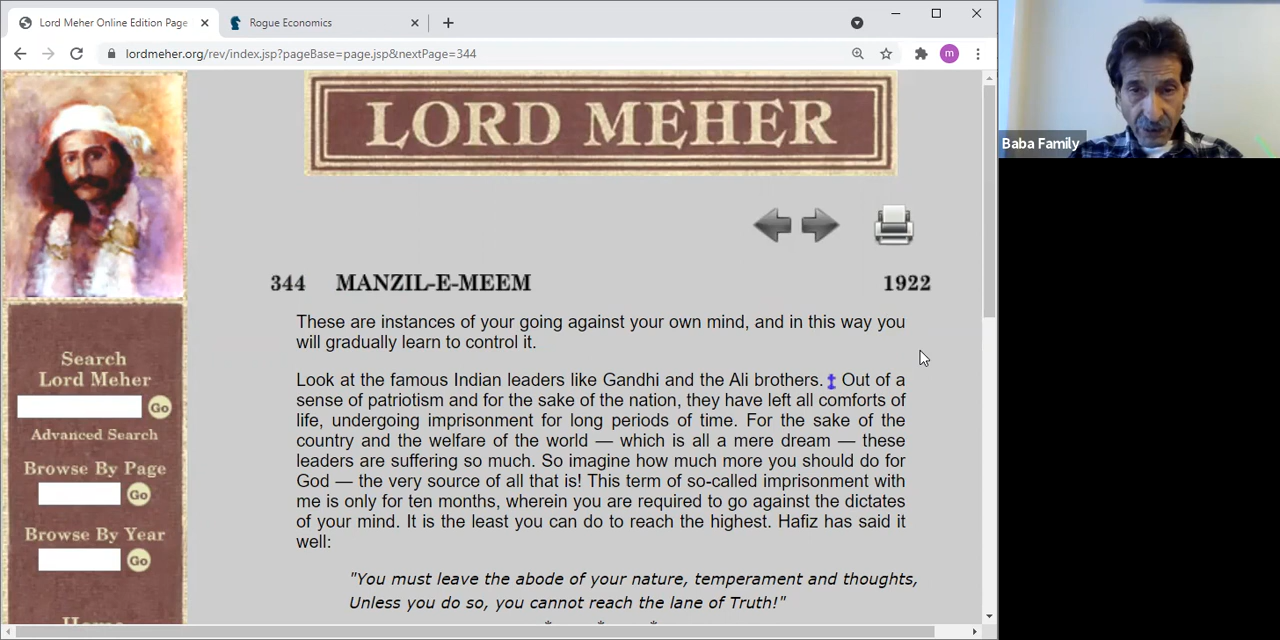 Lord Meher Online Edition Page
Rogue Economics
lordmeher.org/rev/index.jsp?pageBase=page.jsp&nextPage=344
m
Baba Family
LORD MEHER
344 MANZIL-E-MEEM 1922
These are instances of your going against your own mind, and in this way you
will gradually learn to control it.
Look at the famous Indian leaders like Gandhi and the Ali brothers. ‡ Out of a
sense of patriotism and for the sake of the nation, they have left all comforts of
life, undergoing imprisonment for long periods of time. For the sake of the
country and the welfare of the world — which is all a mere dream — these
leaders are suffering so much. So imagine how much more you should do for
God — the very source of all that is! This term of so-called imprisonment with
me is only for ten months, wherein you are required to go against the dictates
of your mind. It is the least you can do to reach the highest. Hafiz has said it
well:
"You must leave the abode of your nature, temperament and thoughts,
Unless you do so, you cannot reach the lane of Truth!"
* * *
Search
Lord Meher
Go
Advanced Search
Browse By Page
Go
Browse By Year
Go